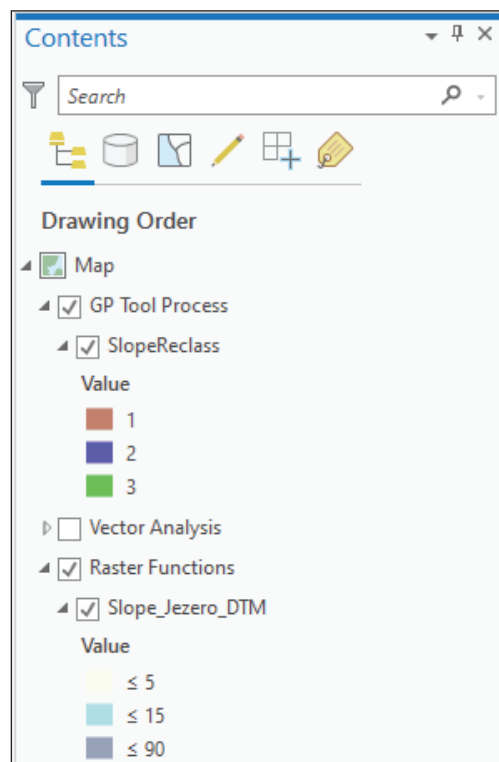 Contents
Search
Drawing Order
Map
GP Tool Process
SlopeReclass
Value
1
2
3
Vector Analysis
Raster Functions
Slope_Jezero_DTM
Value
≤ 5
≤ 15
≤ 90